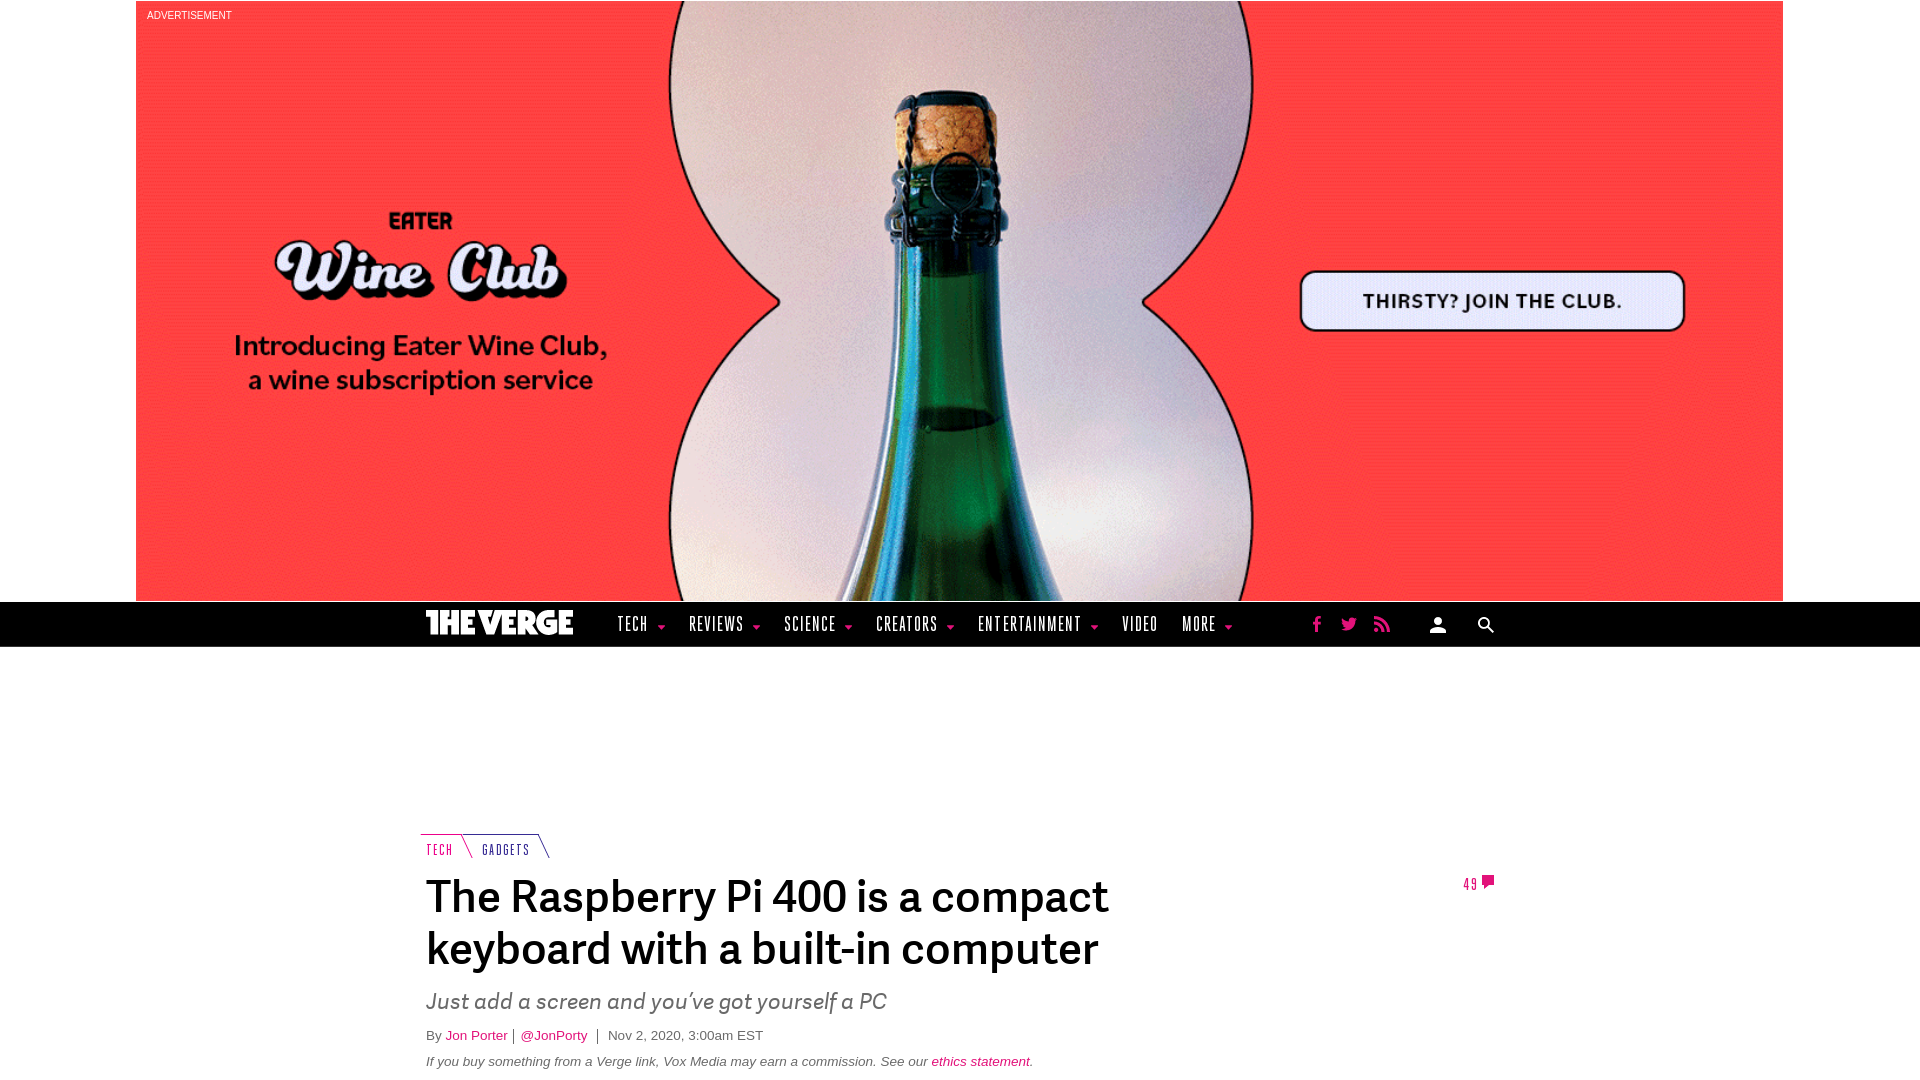 ADVERTISEMENT
EATER
Wine Club
Introducing Eater Wine Club,
a wine subscription service
THIRSTY? JOIN THE CLUB.
THE VERGE
TECH
REVIEWS
SCIENCE
CREATORS
ENTERTAINMENT
VIDEO
MORE
TECH
GADGETS
The Raspberry Pi 400 is a compact
keyboard with a built-in computer
49
Just add a screen and you’ve got yourself a PC
By Jon Porter | @JonPorty | Nov 2, 2020, 3:00am EST
If you buy something from a Verge link, Vox Media may earn a commission. See our ethics statement.